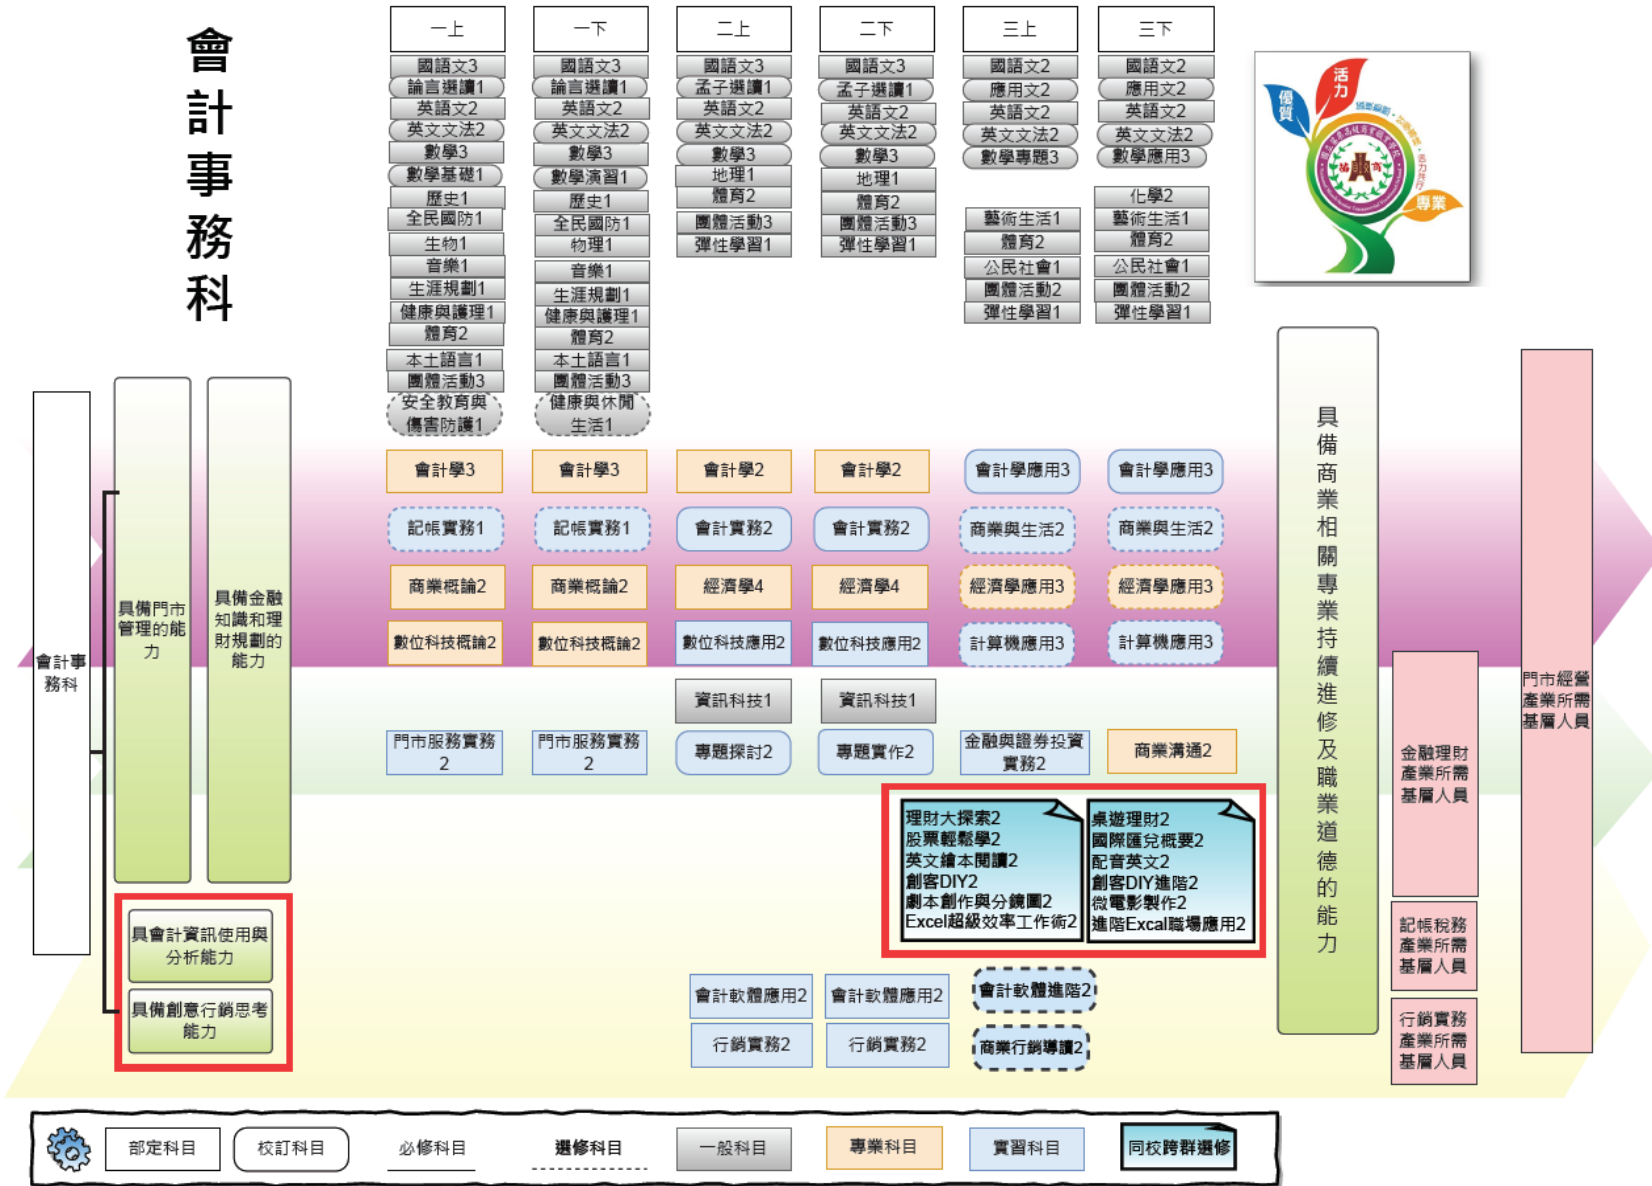 會計事務科
一上
一下
二上
二下
三上
三下
國語文3
論言選讀1
英語文2
英文文法2
數學3
數學基礎1
歷史1
全民國防1
生物1
音樂1
生涯規劃1
健康與護理1
體育2
本土語言1
團體活動3
安全教育與
傷害防護1
國語文3
論言選讀1
英語文2
英文文法2
數學3
數學演習1
歷史1
全民國防1
物理1
音樂1
生涯規劃1
健康與護理1
體育2
本土語言1
團體活動3
健康與休閒
生活1
國語文3
孟子選讀1
英語文2
英文文法2
數學3
地理1
體育2
團體活動3
彈性學習1
國語文3
孟子選讀1
英語文2
英文文法2
數學3
地理1
體育2
團體活動3
彈性學習1
國語文2
應用文2
英語文2
英文文法2
數學專題3
藝術生活1
體育2
公民社會1
團體活動2
彈性學習1
國語文2
應用文2
英語文2
英文文法2
數學應用3
化學2
藝術生活1
體育2
公民社會1
團體活動2
彈性學習1
優質
活力
專業
會計事
務科
具備門市
管理的能
力
具備金融
知識和理
財規劃的
能力
具會計資訊使用與
分析能力
具備創意行銷思考
能力
會計學3
會計學3
會計學2
會計學2
會計學應用3
會計學應用3
記帳實務1
記帳實務1
會計實務2
會計實務2
商業與生活2
商業與生活2
商業概論2
商業概論2
經濟學4
經濟學4
經濟學應用3
經濟學應用3
數位科技概論2
數位科技概論2
數位科技應用2
數位科技應用2
計算機應用3
計算機應用3
資訊科技1
資訊科技1
門市服務實務
2
門市服務實務
2
專題探討2
專題實作2
金融與證券投資
實務2
商業溝通2
理財大探索2
股票輕鬆學2
英文繪本閱讀2
創客DIY2
劇本創作與分鏡圖2
Excel超級效率工作術2
桌遊理財2
國際匯兌概要2
配音英文2
創客DIY進階2
微電影製作2
進階Excal職場應用2
會計軟體應用2
會計軟體應用2
會計軟體進階2
行銷實務2
行銷實務2
商業行銷導讀2
具備商業相關專業持續進修及職業道德的能力
金融理財
產業所需
基層人員
記帳稅務
產業所需
基層人員
行銷實務
產業所需
基層人員
門市經營
產業所需
基層人員
部定科目
校訂科目
必修科目
選修科目
一般科目
專業科目
實習科目
同校跨群選修